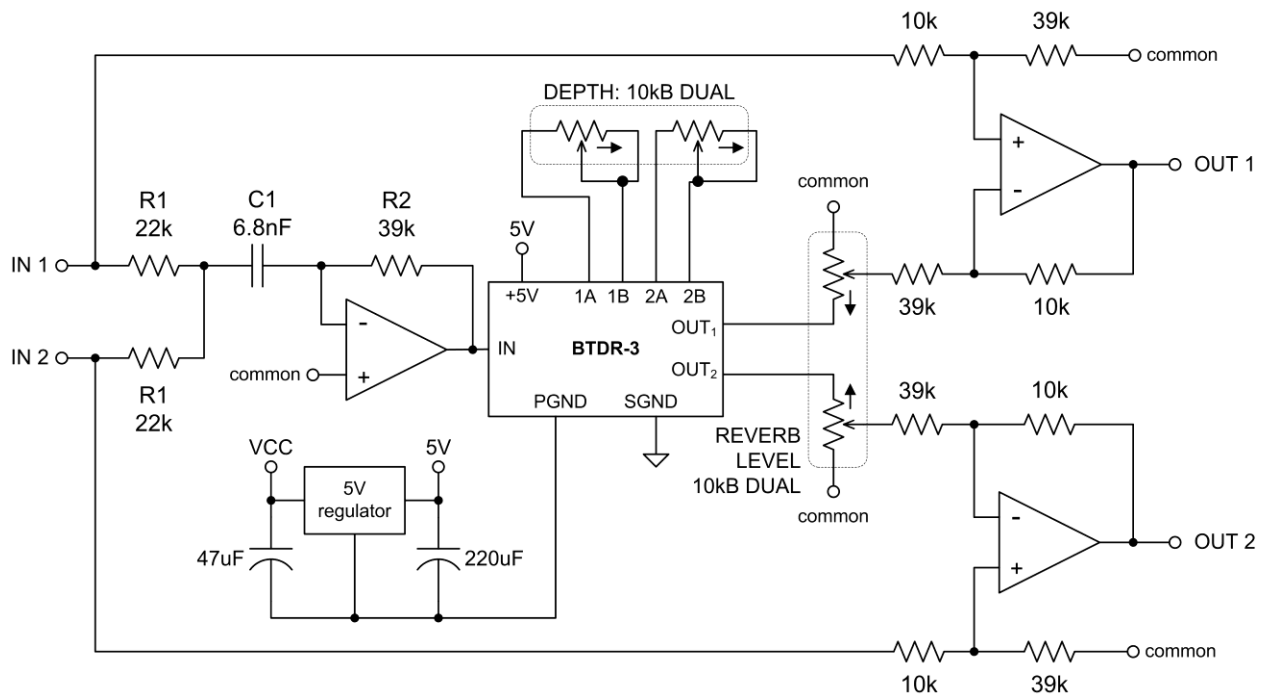 10k
39k
common
DEPTH: 10kB DUAL
+
-
OUT 1
R1
22k
C1
6.8nF
R2
39k
5V
common
IN 1
+5V
1A
1B
2A
2B
39k
10k
-
+
common
IN
BTDR-3
OUT1
OUT2
PGND
SGND
IN 2
R1
22k
39k
10k
REVERB
LEVEL
10kB DUAL
common
VCC
5V
5V
regulator
47uF
220uF
-
+
OUT 2
10k
39k
common